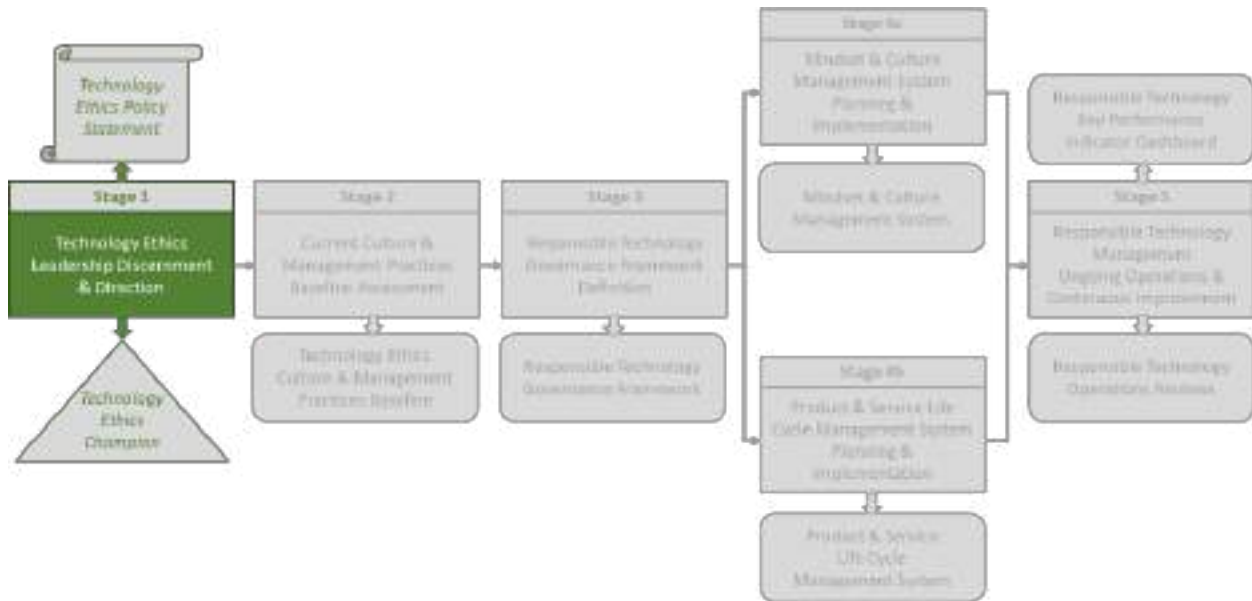 Technology
Ethics Policy
Statement
Stage 1
Technology Ethics
Leadership Discernment
& Direction
Technology
Ethics
Champion
Stage 2
Current Culture &
Management Practices
Baseline Assessment
Technology Ethics
Culture & Management
Practices Baseline
Stage 3
Responsible Technology
Governance Framework
Definition
Responsible Technology
Governance Framework
Stage 4a
Mindset & Culture
Management System
Planning &
Implementation
Mindset & Culture
Management System
Stage 4b
Product & Service Life
Cycle Management System
Planning &
Implementation
Product & Service
Life Cycle
Management System
Responsible Technology
Key Performance
Indicator Dashboard
Stage 5
Responsible Technology
Management
Ongoing Operations &
Continuous Improvement
Responsible Technology
Operations Reviews